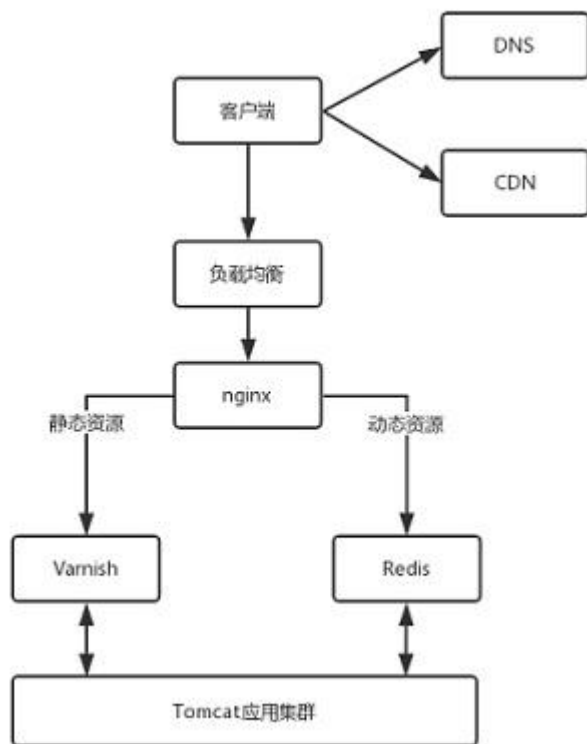 DNS
客户端
CDN
负载均衡
nginx
静态资源
动态资源
Varnish
Redis
Tomcat应用集群